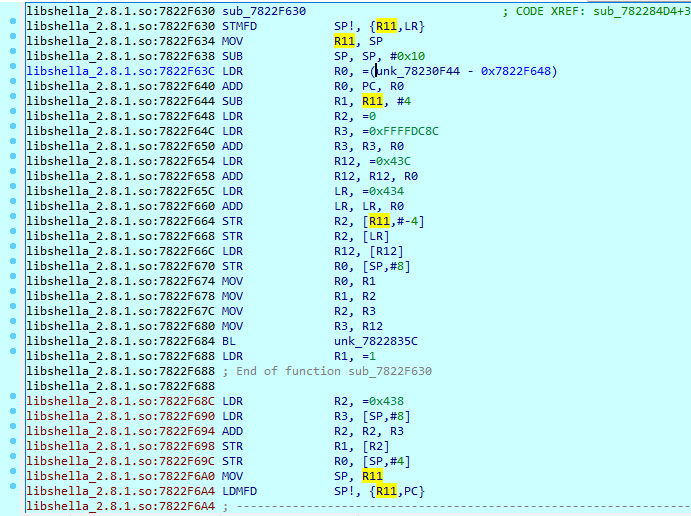 libshella_2.8.1.so:7822F630 sub_7822F630 ; CODE XREF: sub_782284D4+3
libshella_2.8.1.so:7822F630 STMFD SP!, {R11,LR}
libshella_2.8.1.so:7822F634 MOV R11, SP
libshella_2.8.1.so:7822F638 SUB SP, SP, #0x10
libshella_2.8.1.so:7822F63C LDR R0, =(unk_78230F44 - 0x7822F648)
libshella_2.8.1.so:7822F640 ADD R0, PC, R0
libshella_2.8.1.so:7822F644 SUB R1, R11, #4
libshella_2.8.1.so:7822F648 LDR R2, =0
libshella_2.8.1.so:7822F64C LDR R3, =0xFFFFDC8C
libshella_2.8.1.so:7822F650 ADD R3, R3, R0
libshella_2.8.1.so:7822F654 LDR R12, =0x43C
libshella_2.8.1.so:7822F658 ADD R12, R12, R0
libshella_2.8.1.so:7822F65C LDR LR, =0x434
libshella_2.8.1.so:7822F660 ADD LR, LR, R0
libshella_2.8.1.so:7822F664 STR R2, [R11,#-4]
libshella_2.8.1.so:7822F668 STR R2, [LR]
libshella_2.8.1.so:7822F66C LDR R12, [R12]
libshella_2.8.1.so:7822F670 STR R0, [SP,#8]
libshella_2.8.1.so:7822F674 MOV R0, R1
libshella_2.8.1.so:7822F678 MOV R1, R2
libshella_2.8.1.so:7822F67C MOV R2, R3
libshella_2.8.1.so:7822F680 MOV R3, R12
libshella_2.8.1.so:7822F684 BL unk_7822835C
libshella_2.8.1.so:7822F688 LDR R1, =1
libshella_2.8.1.so:7822F688 ; End of function sub_7822F630
libshella_2.8.1.so:7822F688
libshella_2.8.1.so:7822F68C LDR R2, =0x438
libshella_2.8.1.so:7822F690 LDR R3, [SP,#8]
libshella_2.8.1.so:7822F694 ADD R2, R2, R3
libshella_2.8.1.so:7822F698 STR R1, [R2]
libshella_2.8.1.so:7822F69C STR R0, [SP,#4]
libshella_2.8.1.so:7822F6A0 MOV SP, R11
libshella_2.8.1.so:7822F6A4 LDMFD SP!, {R11,PC}
libshella_2.8.1.so:7822F6A4 ; ---------------------------------------------------------------